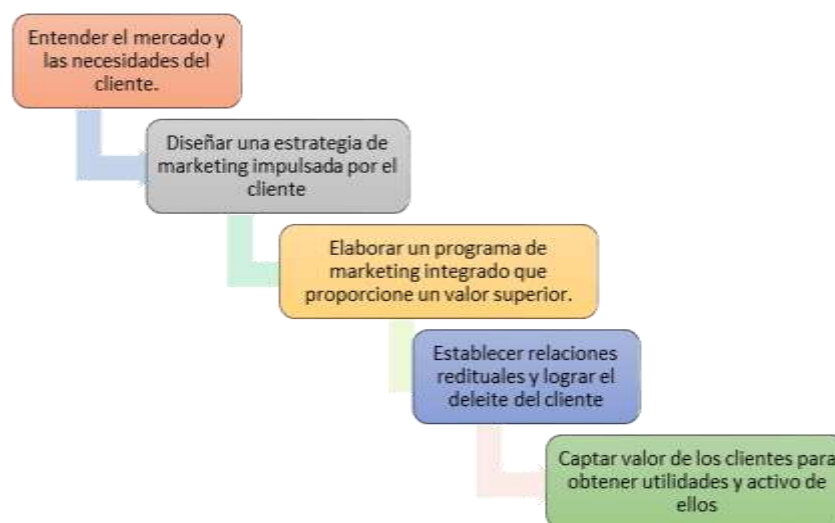 Entender el mercado y
las necesidades del
cliente.
Diseñar una estrategia de
marketing impulsada por el
cliente
Elaborar un programa de
marketing integrado que
proporcione un valor superior.
Establecer relaciones
redituales y lograr el
deleite del cliente
Captar valor de los clientes para
obtener utilidades y activo de
ellos